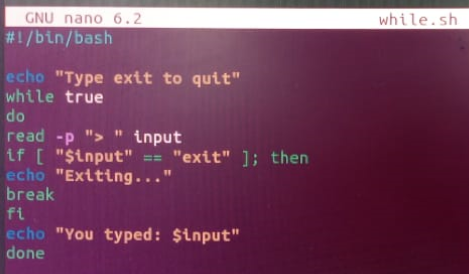 GNU nano 6.2 while.sh
#!/bin/bash
echo "Type exit to quit"
while true
do
read -p "> " input
if [ "$input" == "exit" ]; then
echo "Exiting..."
break
fi
echo "You typed: $input"
done